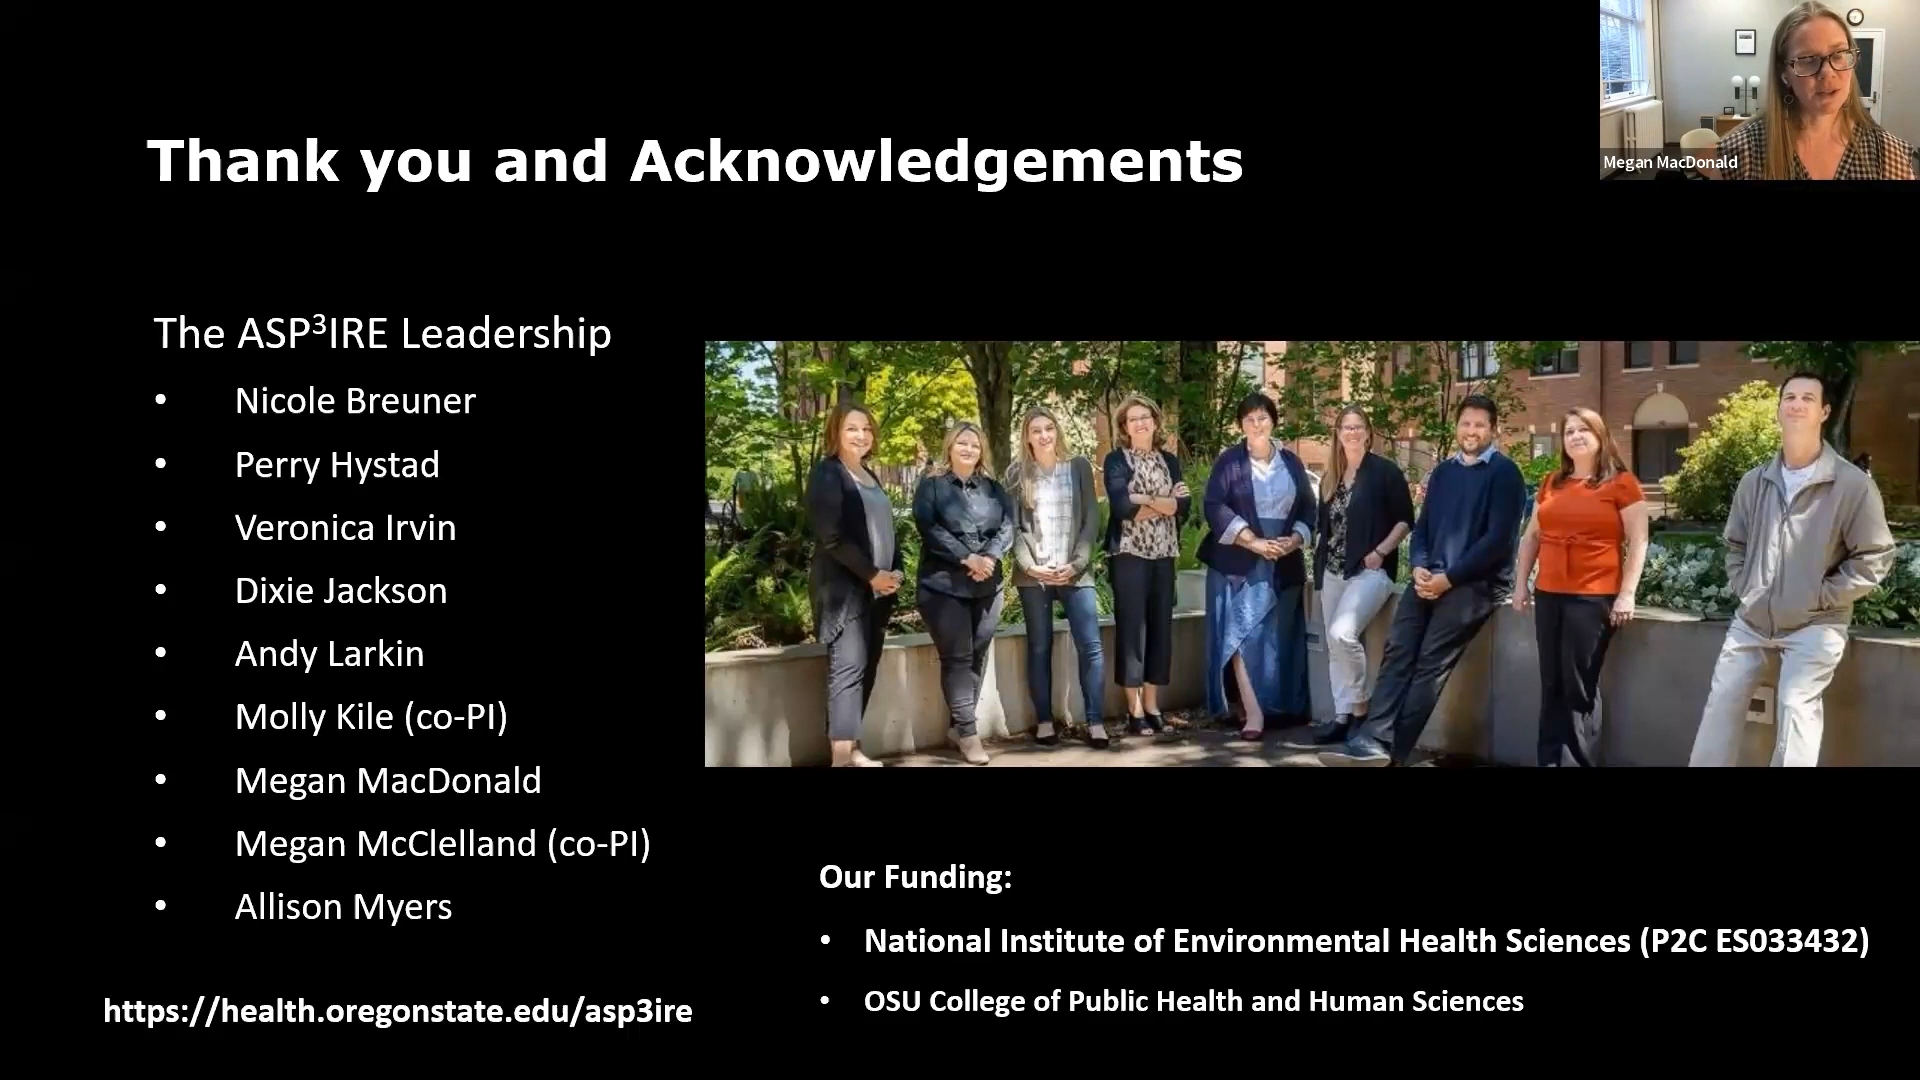 Thank you and Acknowledgements
Megan MacDonald
The ASP³IRE Leadership
• Nicole Breuner
• Perry Hystad
• Veronica Irvin
• Dixie Jackson
• Andy Larkin
• Molly Kile (co-PI)
• Megan MacDonald
• Megan McClelland (co-PI)
• Allison Myers
https://health.oregonstate.edu/asp3ire
Our Funding:
• National Institute of Environmental Health Sciences (P2C ES033432)
• OSU College of Public Health and Human Sciences